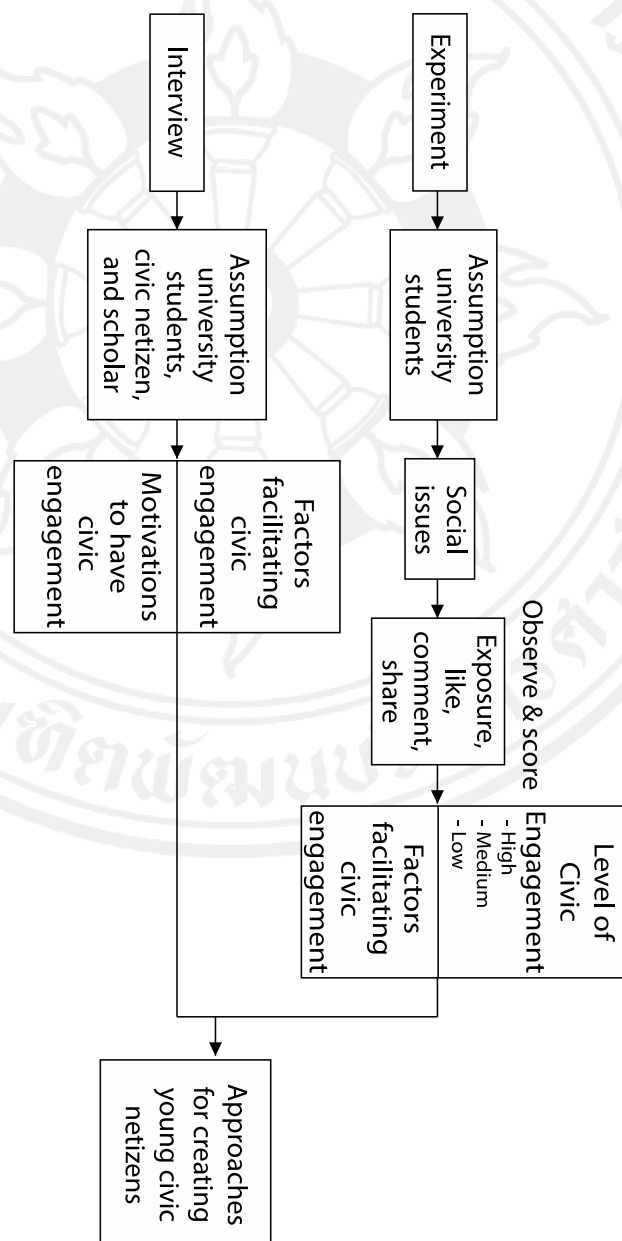 Experiment
Assumption
university
students
Social
issues
Observe & score
Exposure,
like,
comment,
share
Level of
Civic
Engagement
- High
- Medium
- Low
Factors
facilitating
civic
engagement
Interview
Assumption
university
students,
civic netizen,
and scholar
Factors
facilitating
civic
engagement
Motivations
to have
civic
engagement
Approaches
for creating
young civic
netizens